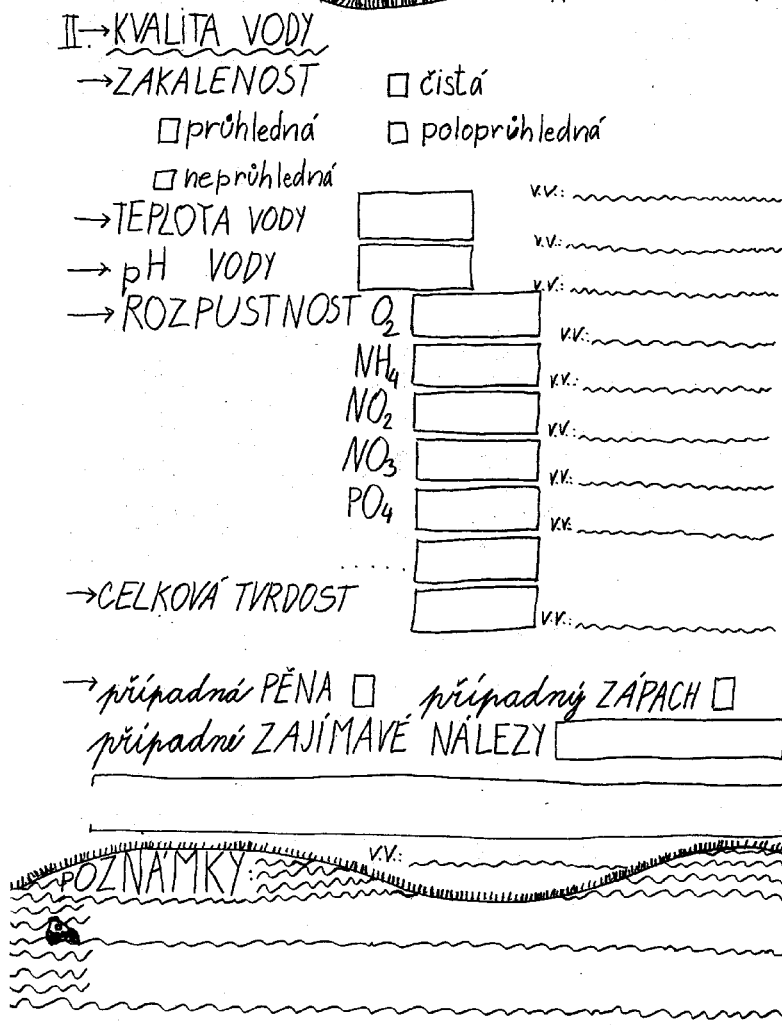 II. → KVALITA VODY
→ ZAKALENOST □ čistá
□ průhledná □ poloprůhledná
□ neprůhledná
v.v.:
→ TEPLOTA VODY
v.v.:
→ pH VODY
v.v.:
→ ROZPUSTNOST O₂
v.v.:
NH₄
v.v.:
NO₂
v.v.:
NO₃
v.v.:
PO₄
v.v.:
......
→ CELKOVÁ TVRDOST
v.v.:
→ případná PĚNA □ případný ZÁPACH □
případné ZAJÍMAVÉ NÁLEZY
v.v.:
POZNÁMKY: